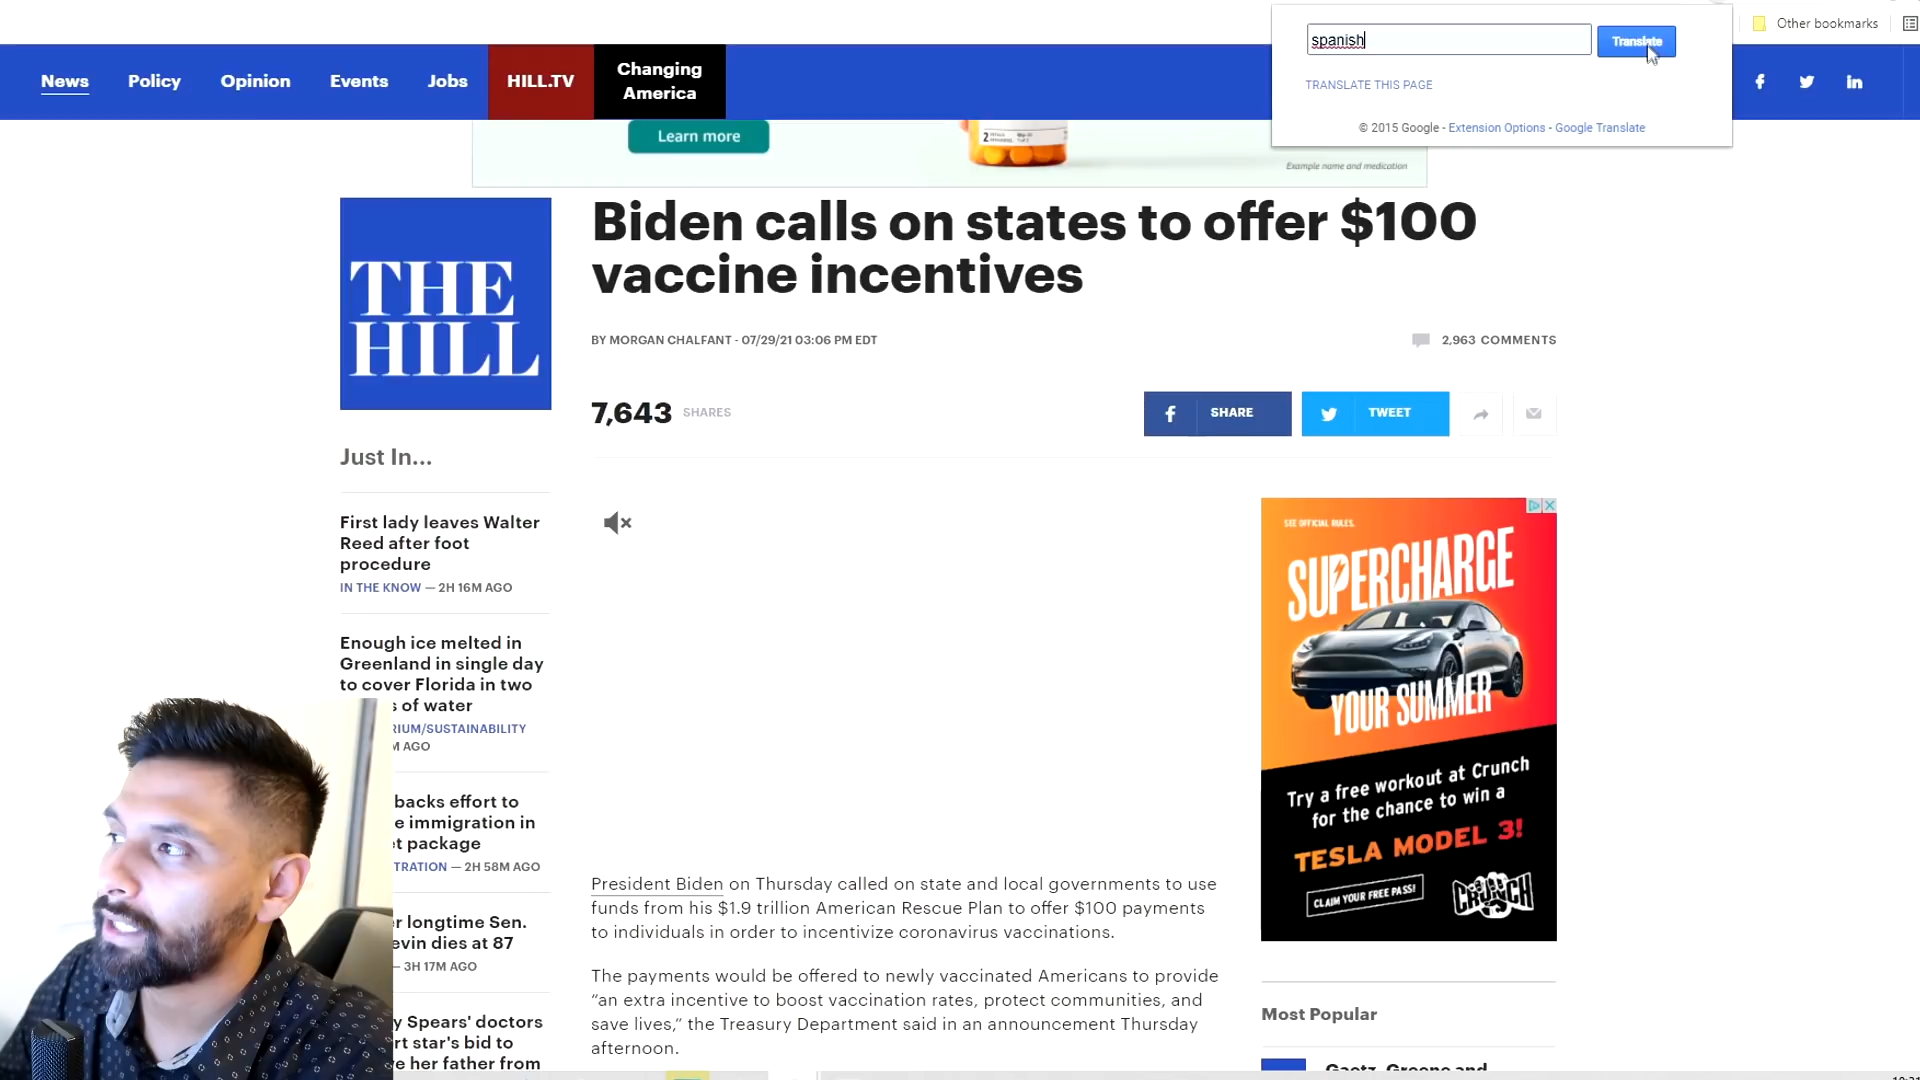 spanish
Translate
Other bookmarks
TRANSLATE THIS PAGE
© 2015 Google - Extension Options - Google Translate
News
Policy
Opinion
Events
Jobs
HILL.TV
Changing
America
Learn more
2
Example name and medication
THE
HILL
Biden calls on states to offer $100
vaccine incentives
BY MORGAN CHALFANT - 07/29/21 03:06 PM EDT
2,963 COMMENTS
7,643 SHARES
SHARE
TWEET
Just In...
First lady leaves Walter
Reed after foot
procedure
IN THE KNOW — 2H 16M AGO
Enough ice melted in
Greenland in single day
to cover Florida in two
of water
RIUM/SUSTAINABILITY
M AGO
backs effort to
e immigration in
t package
TRATION — 2H 58M AGO
r longtime Sen.
evin dies at 87
— 3H 17M AGO
y Spears' doctors
rt star's bid to
e her father from
President Biden on Thursday called on state and local governments to use
funds from his $1.9 trillion American Rescue Plan to offer $100 payments
to individuals in order to incentivize coronavirus vaccinations.
The payments would be offered to newly vaccinated Americans to provide
“an extra incentive to boost vaccination rates, protect communities, and
save lives,” the Treasury Department said in an announcement Thursday
afternoon.
SEE OFFICIAL RULES.
SUPERCHARGE
YOUR SUMMER
Try a free workout at Crunch
for the chance to win a
TESLA MODEL 3!
CLAIM YOUR FREE PASS!
CRUNCH
Most Popular
Gaetz, Greene and